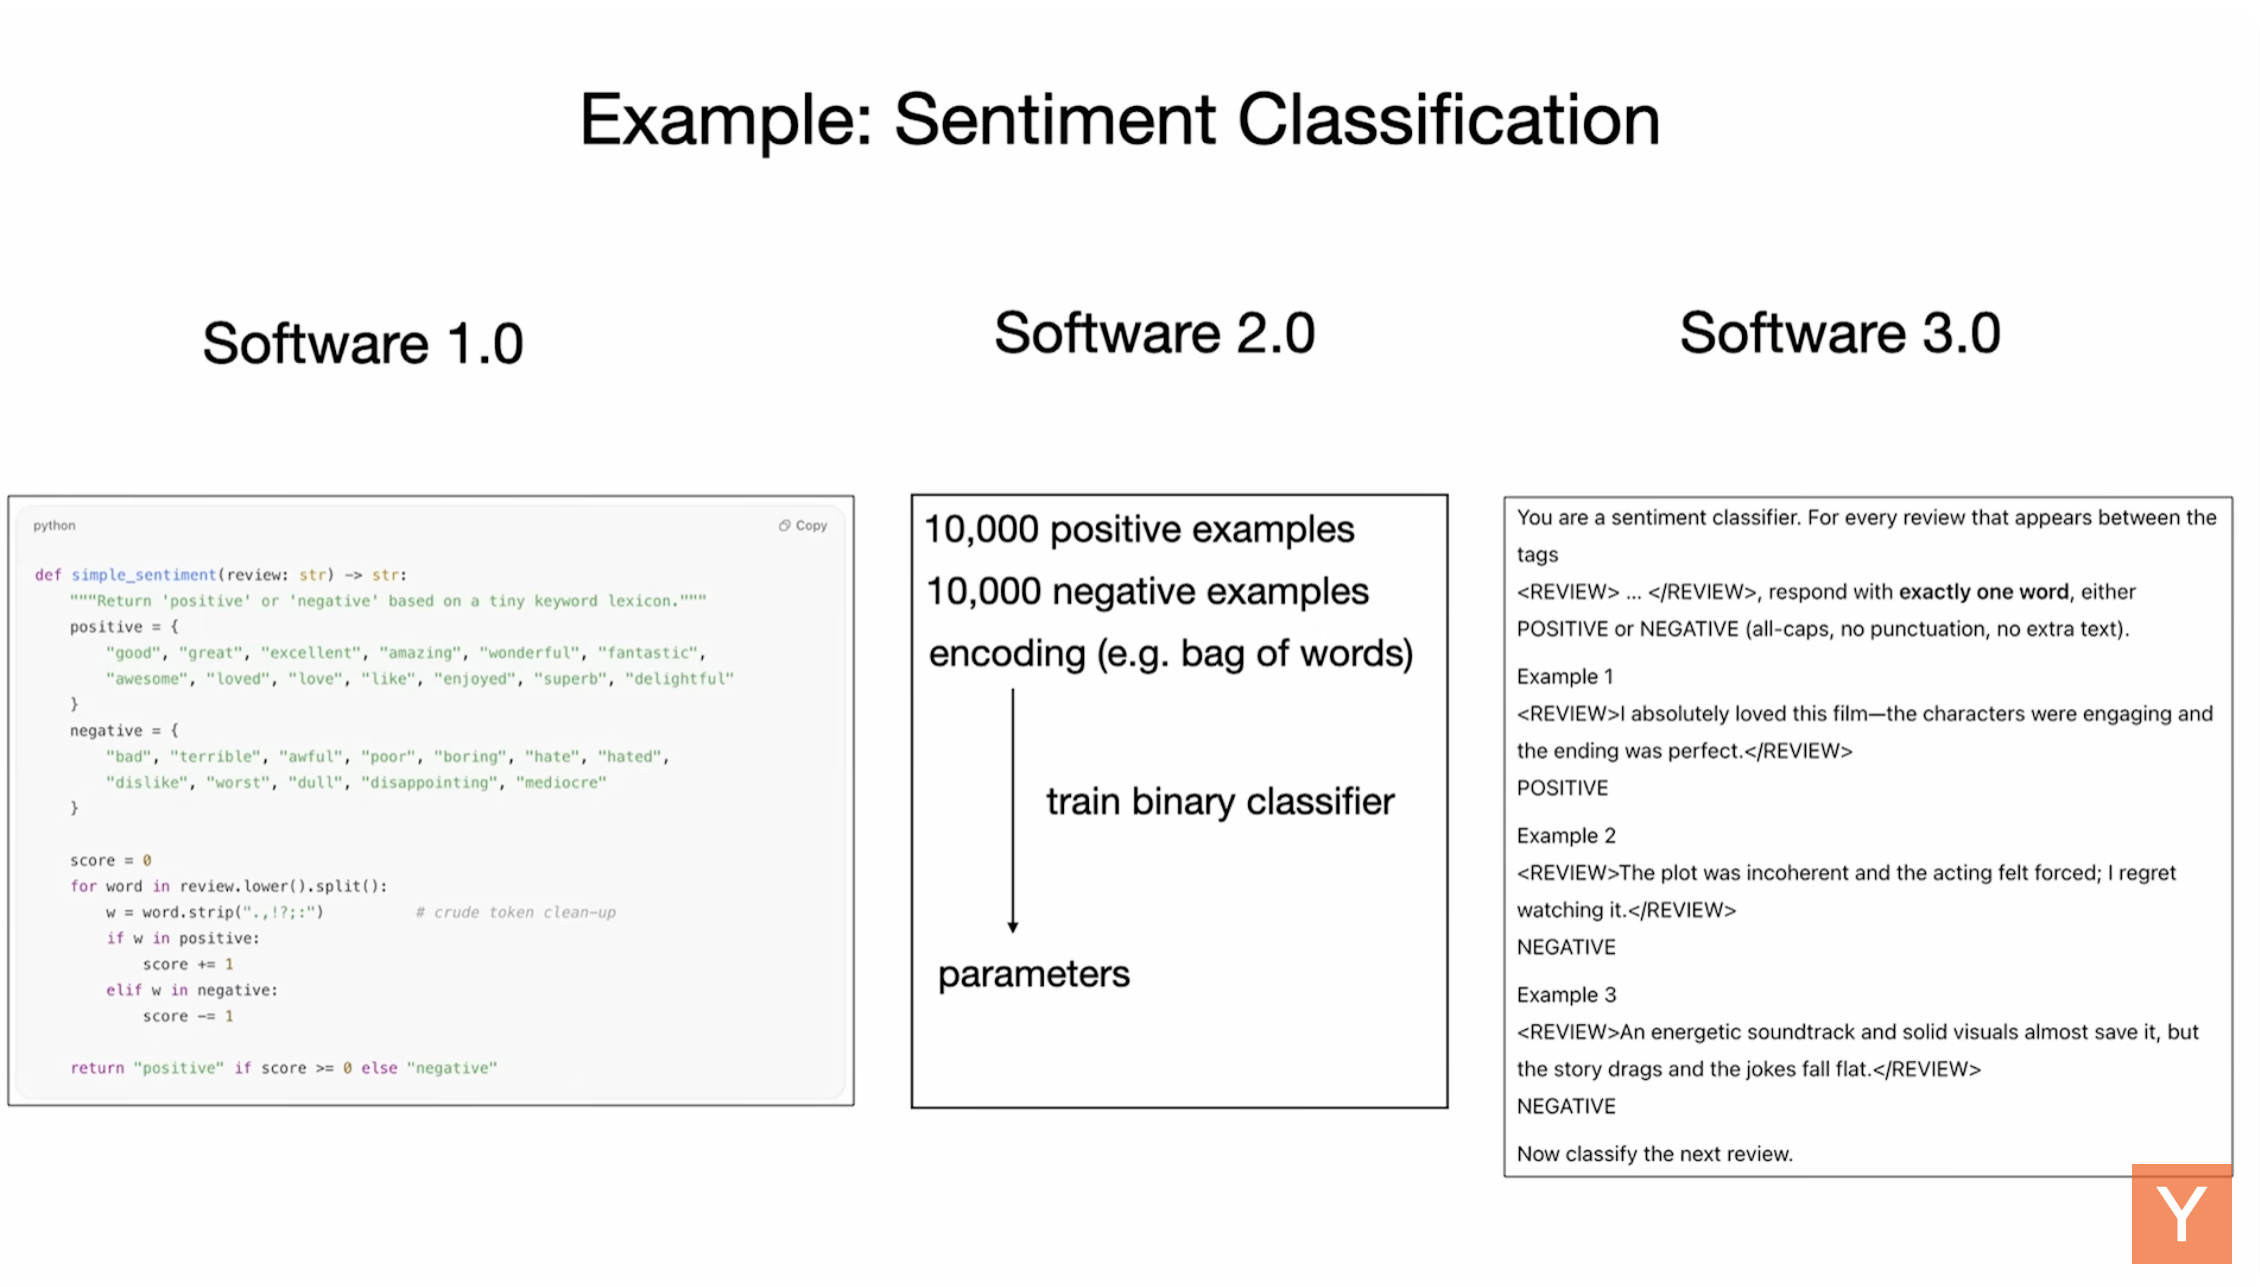 Example: Sentiment Classification
Software 1.0
python
Copy
def simple_sentiment(review: str) -> str:
    """Return 'positive' or 'negative' based on a tiny keyword lexicon."""
    positive = {
        "good", "great", "excellent", "amazing", "wonderful", "fantastic",
        "awesome", "loved", "love", "like", "enjoyed", "superb", "delightful"
    }
    negative = {
        "bad", "terrible", "awful", "poor", "boring", "hate", "hated",
        "dislike", "worst", "dull", "disappointing", "mediocre"
    }
    score = 0
    for word in review.lower().split():
        w = word.strip(".,!?;:")          # crude token clean-up
        if w in positive:
            score += 1
        elif w in negative:
            score -= 1
    return "positive" if score >= 0 else "negative"
Software 2.0
10,000 positive examples
10,000 negative examples
encoding (e.g. bag of words)
train binary classifier
parameters
Software 3.0
You are a sentiment classifier. For every review that appears between the
tags
<REVIEW> ... </REVIEW>, respond with exactly one word, either
POSITIVE or NEGATIVE (all-caps, no punctuation, no extra text).
Example 1
<REVIEW>I absolutely loved this film—the characters were engaging and
the ending was perfect.</REVIEW>
POSITIVE
Example 2
<REVIEW>The plot was incoherent and the acting felt forced; I regret
watching it.</REVIEW>
NEGATIVE
Example 3
<REVIEW>An energetic soundtrack and solid visuals almost save it, but
the story drags and the jokes fall flat.</REVIEW>
NEGATIVE
Now classify the next review.
Y